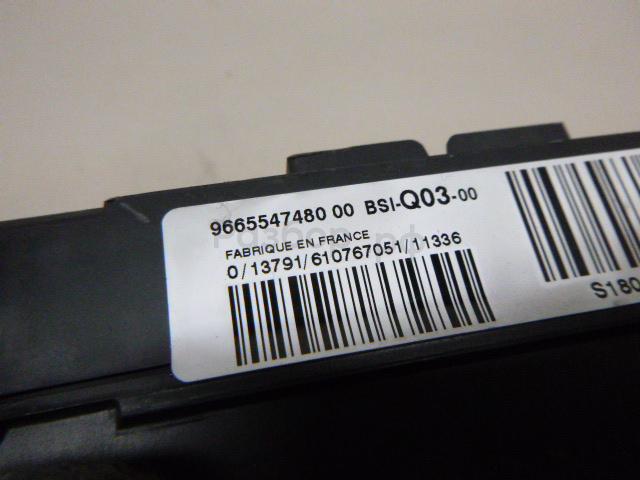 9665547480 00 BSI-Q03-00
FABRIQUE EN FRANCE
0/13791/610767051/11336
S180